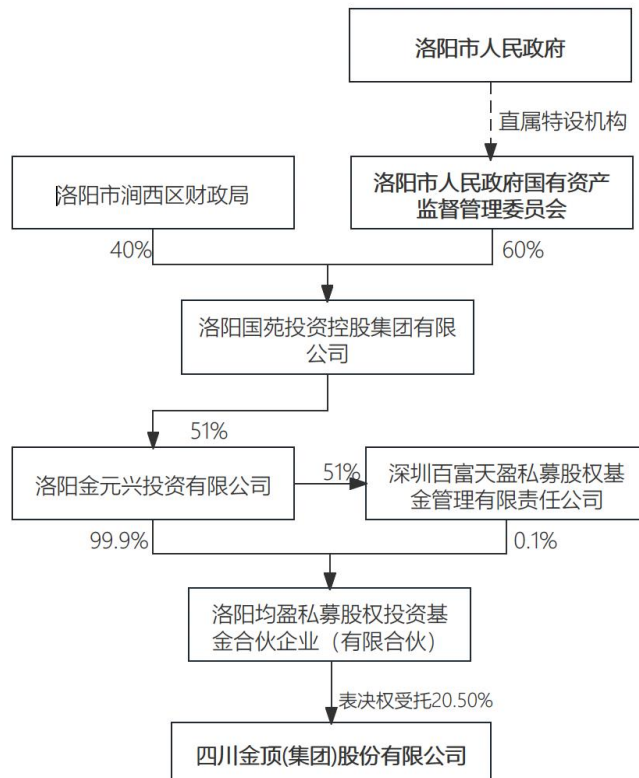 洛阳市人民政府
直属特设机构
洛阳市涧西区财政局
洛阳市人民政府国有资产
监督管理委员会
40%
60%
洛阳国苑投资控股集团有限
公司
51%
洛阳金元兴投资有限公司
51%
深圳百富天盈私募股权基
金管理有限责任公司
99.9%
0.1%
洛阳均盈私募股权投资基
金合伙企业（有限合伙）
表决权受托20.50%
四川金顶(集团)股份有限公司